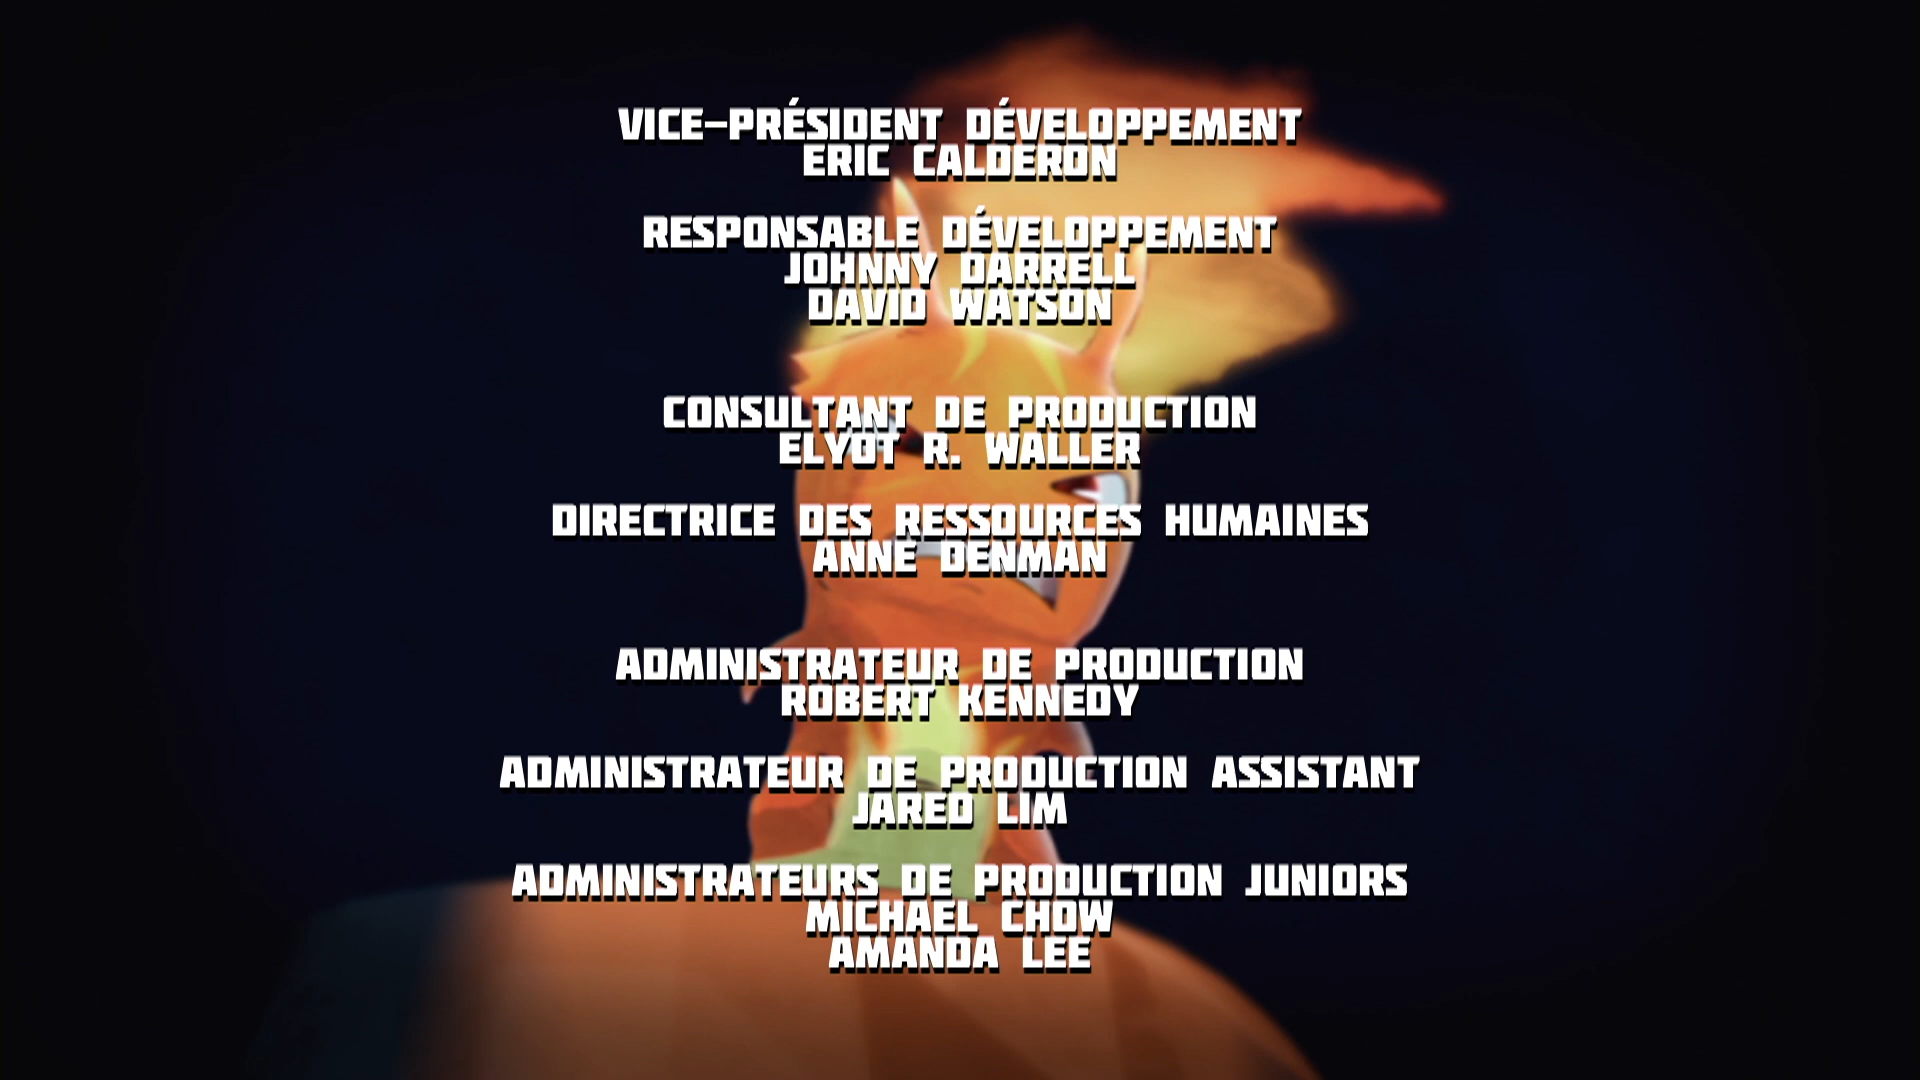 VICE-PRÉSIDENT DÉVELOPPEMENT
ERIC CALDERON
RESPONSABLE DÉVELOPPEMENT
JOHNNY DARRELL
DAVID WATSON
CONSULTANT DE PRODUCTION
ELYOT R. WALLER
DIRECTRICE DES RESSOURCES HUMAINES
ANNE DENMAN
ADMINISTRATEUR DE PRODUCTION
ROBERT KENNEDY
ADMINISTRATEUR DE PRODUCTION ASSISTANT
JARED LIM
ADMINISTRATEURS DE PRODUCTION JUNIORS
MICHAEL CHOW
AMANDA LEE